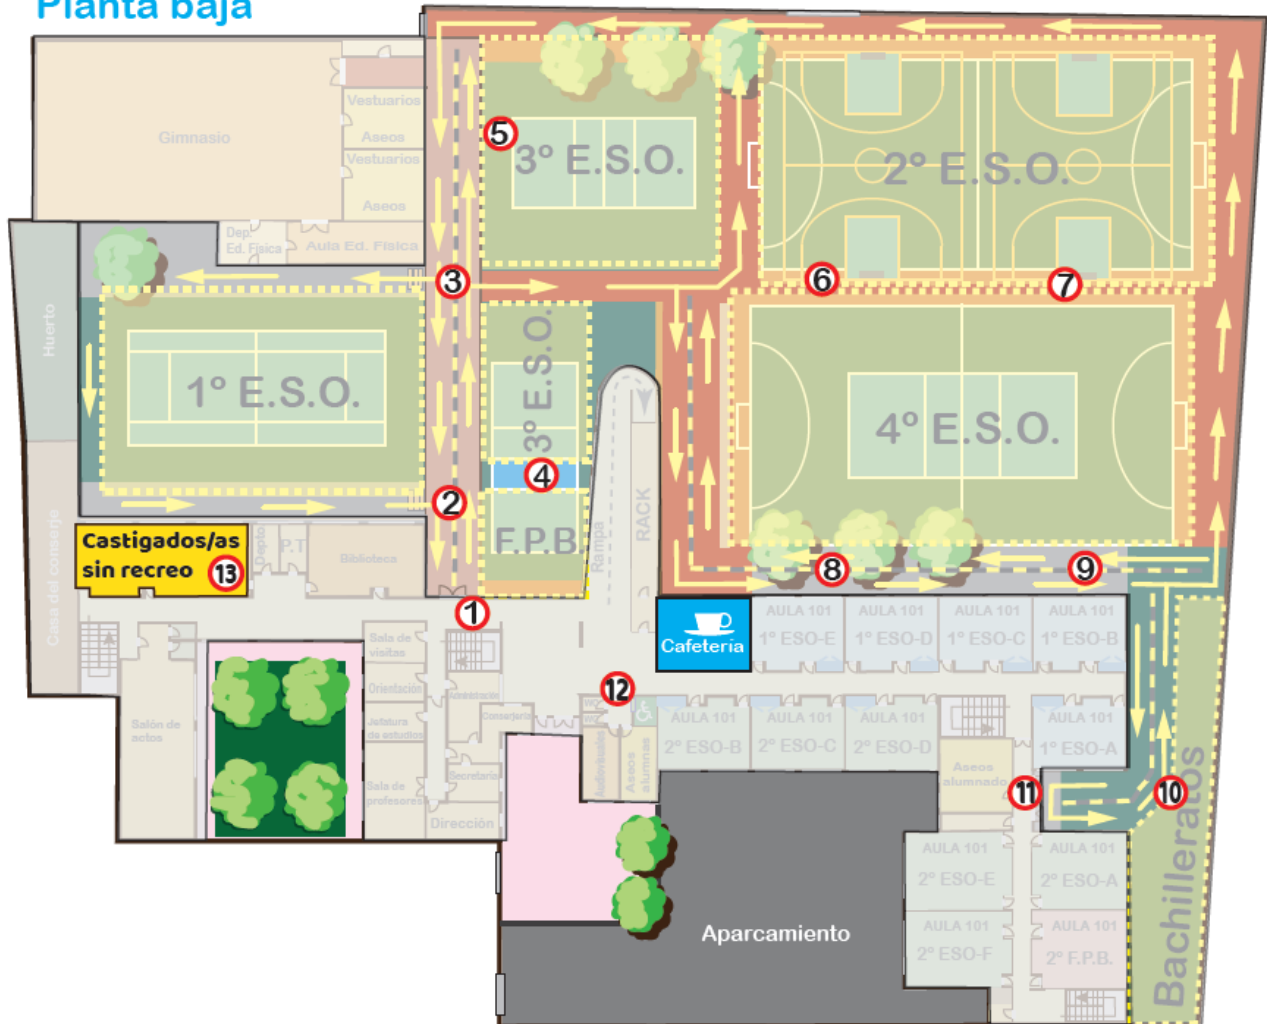 Planta baja
Vestuarios
Gimnasio
Aseos
Vestuarios
Aseos
Dep.
Ed. Física
Aula Ed. Física
5
3º E.S.O.
2º E.S.O.
3
6
7
Huerto
1º E.S.O.
3º E.S.O.
4º E.S.O.
4
2
F.P.B.
Rampa
RACK
Castigados/as
sin recreo
13
Depto
P.T
Biblioteca
Casa del conserje
8
9
1
Cafetería
AULA 101
1º ESO-E
AULA 101
1º ESO-D
AULA 101
1º ESO-C
AULA 101
1º ESO-B
Sala de
visitas
Orientación
Administración
12
Jefatura
de estudios
Conserjería
Salón de
actos
AULA 101
2º ESO-B
AULA 101
2º ESO-C
AULA 101
2º ESO-D
AULA 101
1º ESO-A
Secretaría
Sala de
profesores
Dirección
Audiovisuales
Aseos
alumnas
Aseos
alumnado
11
10
Bachilleratos
AULA 101
2º ESO-E
AULA 101
2º ESO-A
AULA 101
2º ESO-F
AULA 101
2º F.P.B.
Aparcamiento